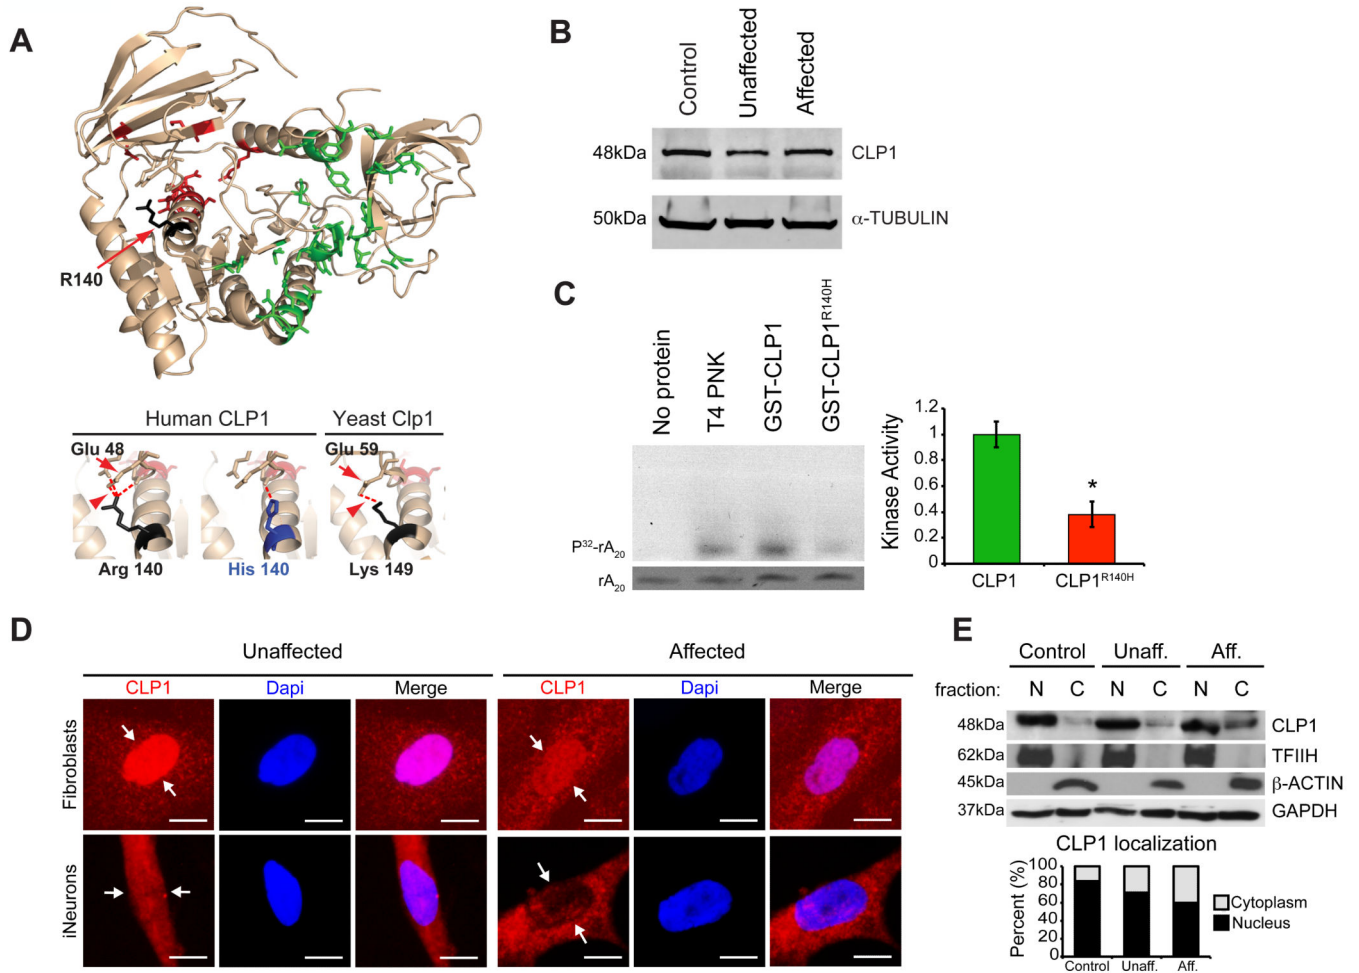 A
R140
Human CLP1
Yeast Clp1
Glu 48
Glu 59
Arg 140
His 140
Lys 149
B
Control
Unaffected
Affected
48kDa
CLP1
50kDa
α-TUBULIN
C
No protein
T4 PNK
GST-CLP1
GST-CLP1R140H
P32-rA20
rA20
Kinase Activity
1.2
1
0.8
0.6
0.4
0.2
0
*
CLP1
CLP1R140H
D
Unaffected
Affected
CLP1 Dapi Merge CLP1 Dapi Merge
Fibroblasts
iNeurons
E
Control Unaff. Aff.
fraction: N C N C N C
48kDa CLP1
62kDa TFIIH
45kDa β-ACTIN
37kDa GAPDH
CLP1 localization
Percent (%)
100
80
60
40
20
0
Cytoplasm
Nucleus
Control Unaff. Aff.